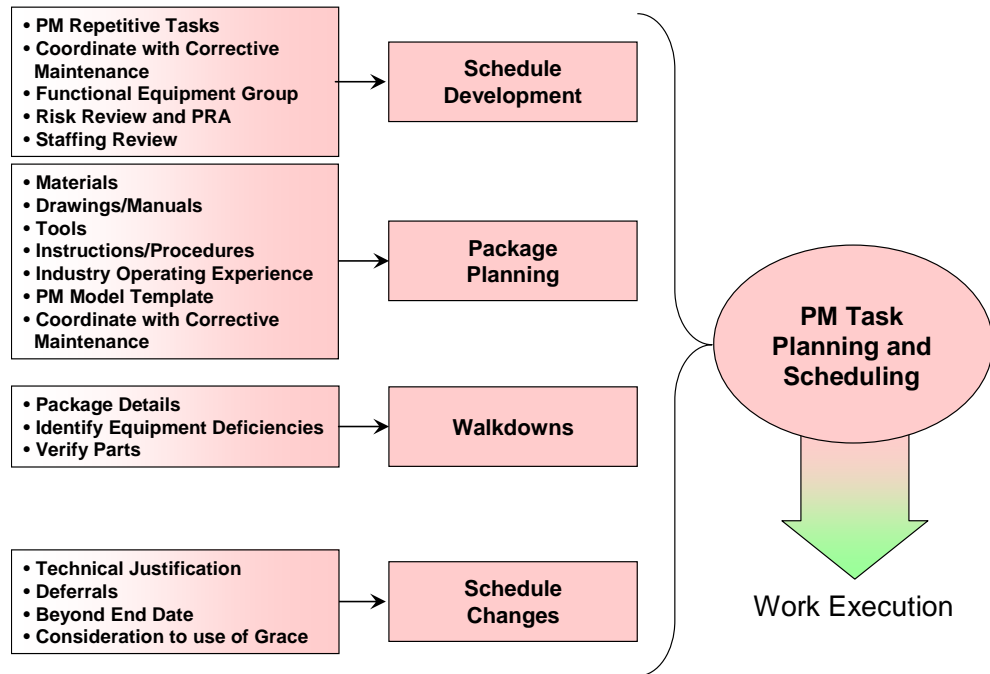 • PM Repetitive Tasks
• Coordinate with Corrective
Maintenance
• Functional Equipment Group
• Risk Review and PRA
• Staffing Review
Schedule
Development
• Materials
• Drawings/Manuals
• Tools
• Instructions/Procedures
• Industry Operating Experience
• PM Model Template
• Coordinate with Corrective
Maintenance
Package
Planning
• Package Details
• Identify Equipment Deficiencies
• Verify Parts
Walkdowns
• Technical Justification
• Deferrals
• Beyond End Date
• Consideration to use of Grace
Schedule
Changes
PM Task
Planning and
Scheduling
Work Execution